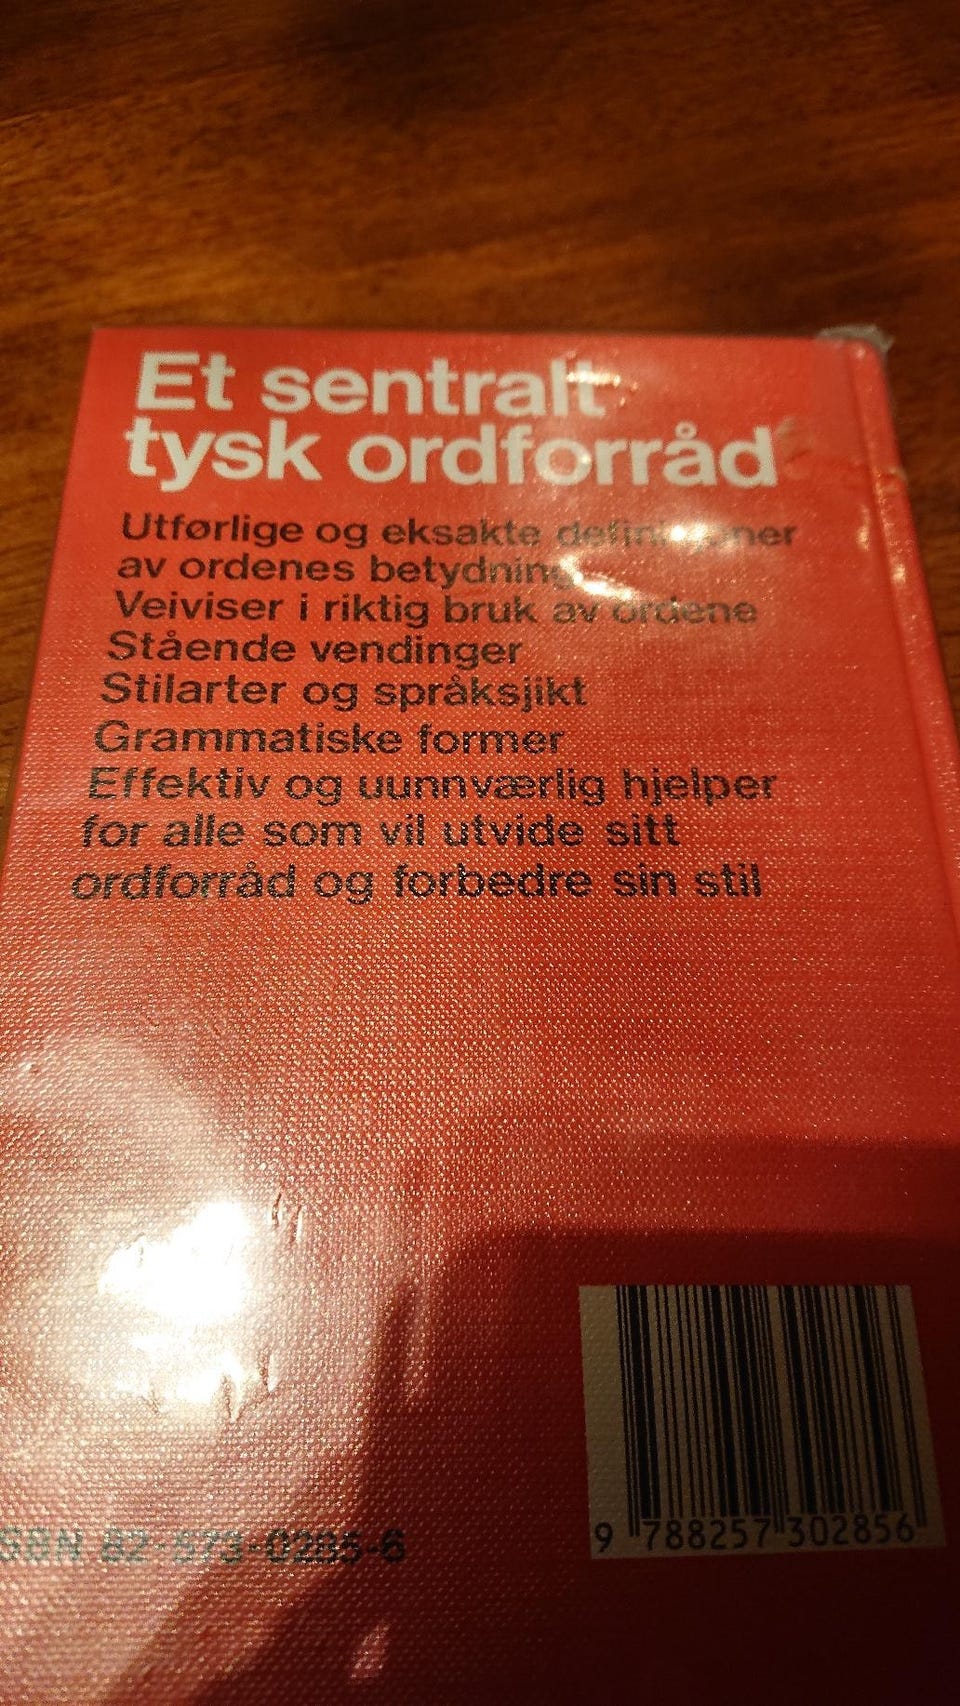 Et sentralt
tysk ordforråd
Utførlige og eksakte definisjoner
av ordenes betydning
Veiviser i riktig bruk av ordene
Stående vendinger
Stilarter og språksjikt
Grammatiske former
Effektiv og uunnværlig hjelper
for alle som vil utvide sitt
ordforråd og forbedre sin stil
ISBN 82-573-0285-6
9 788257 302856